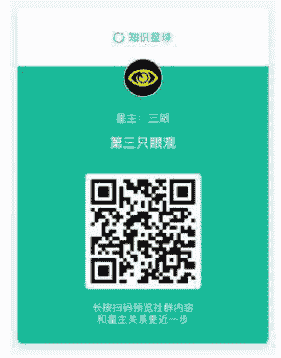 知识星球
星主：三刚
第三只眼观
长按扫码预览社群内容
和星主关系更近一步